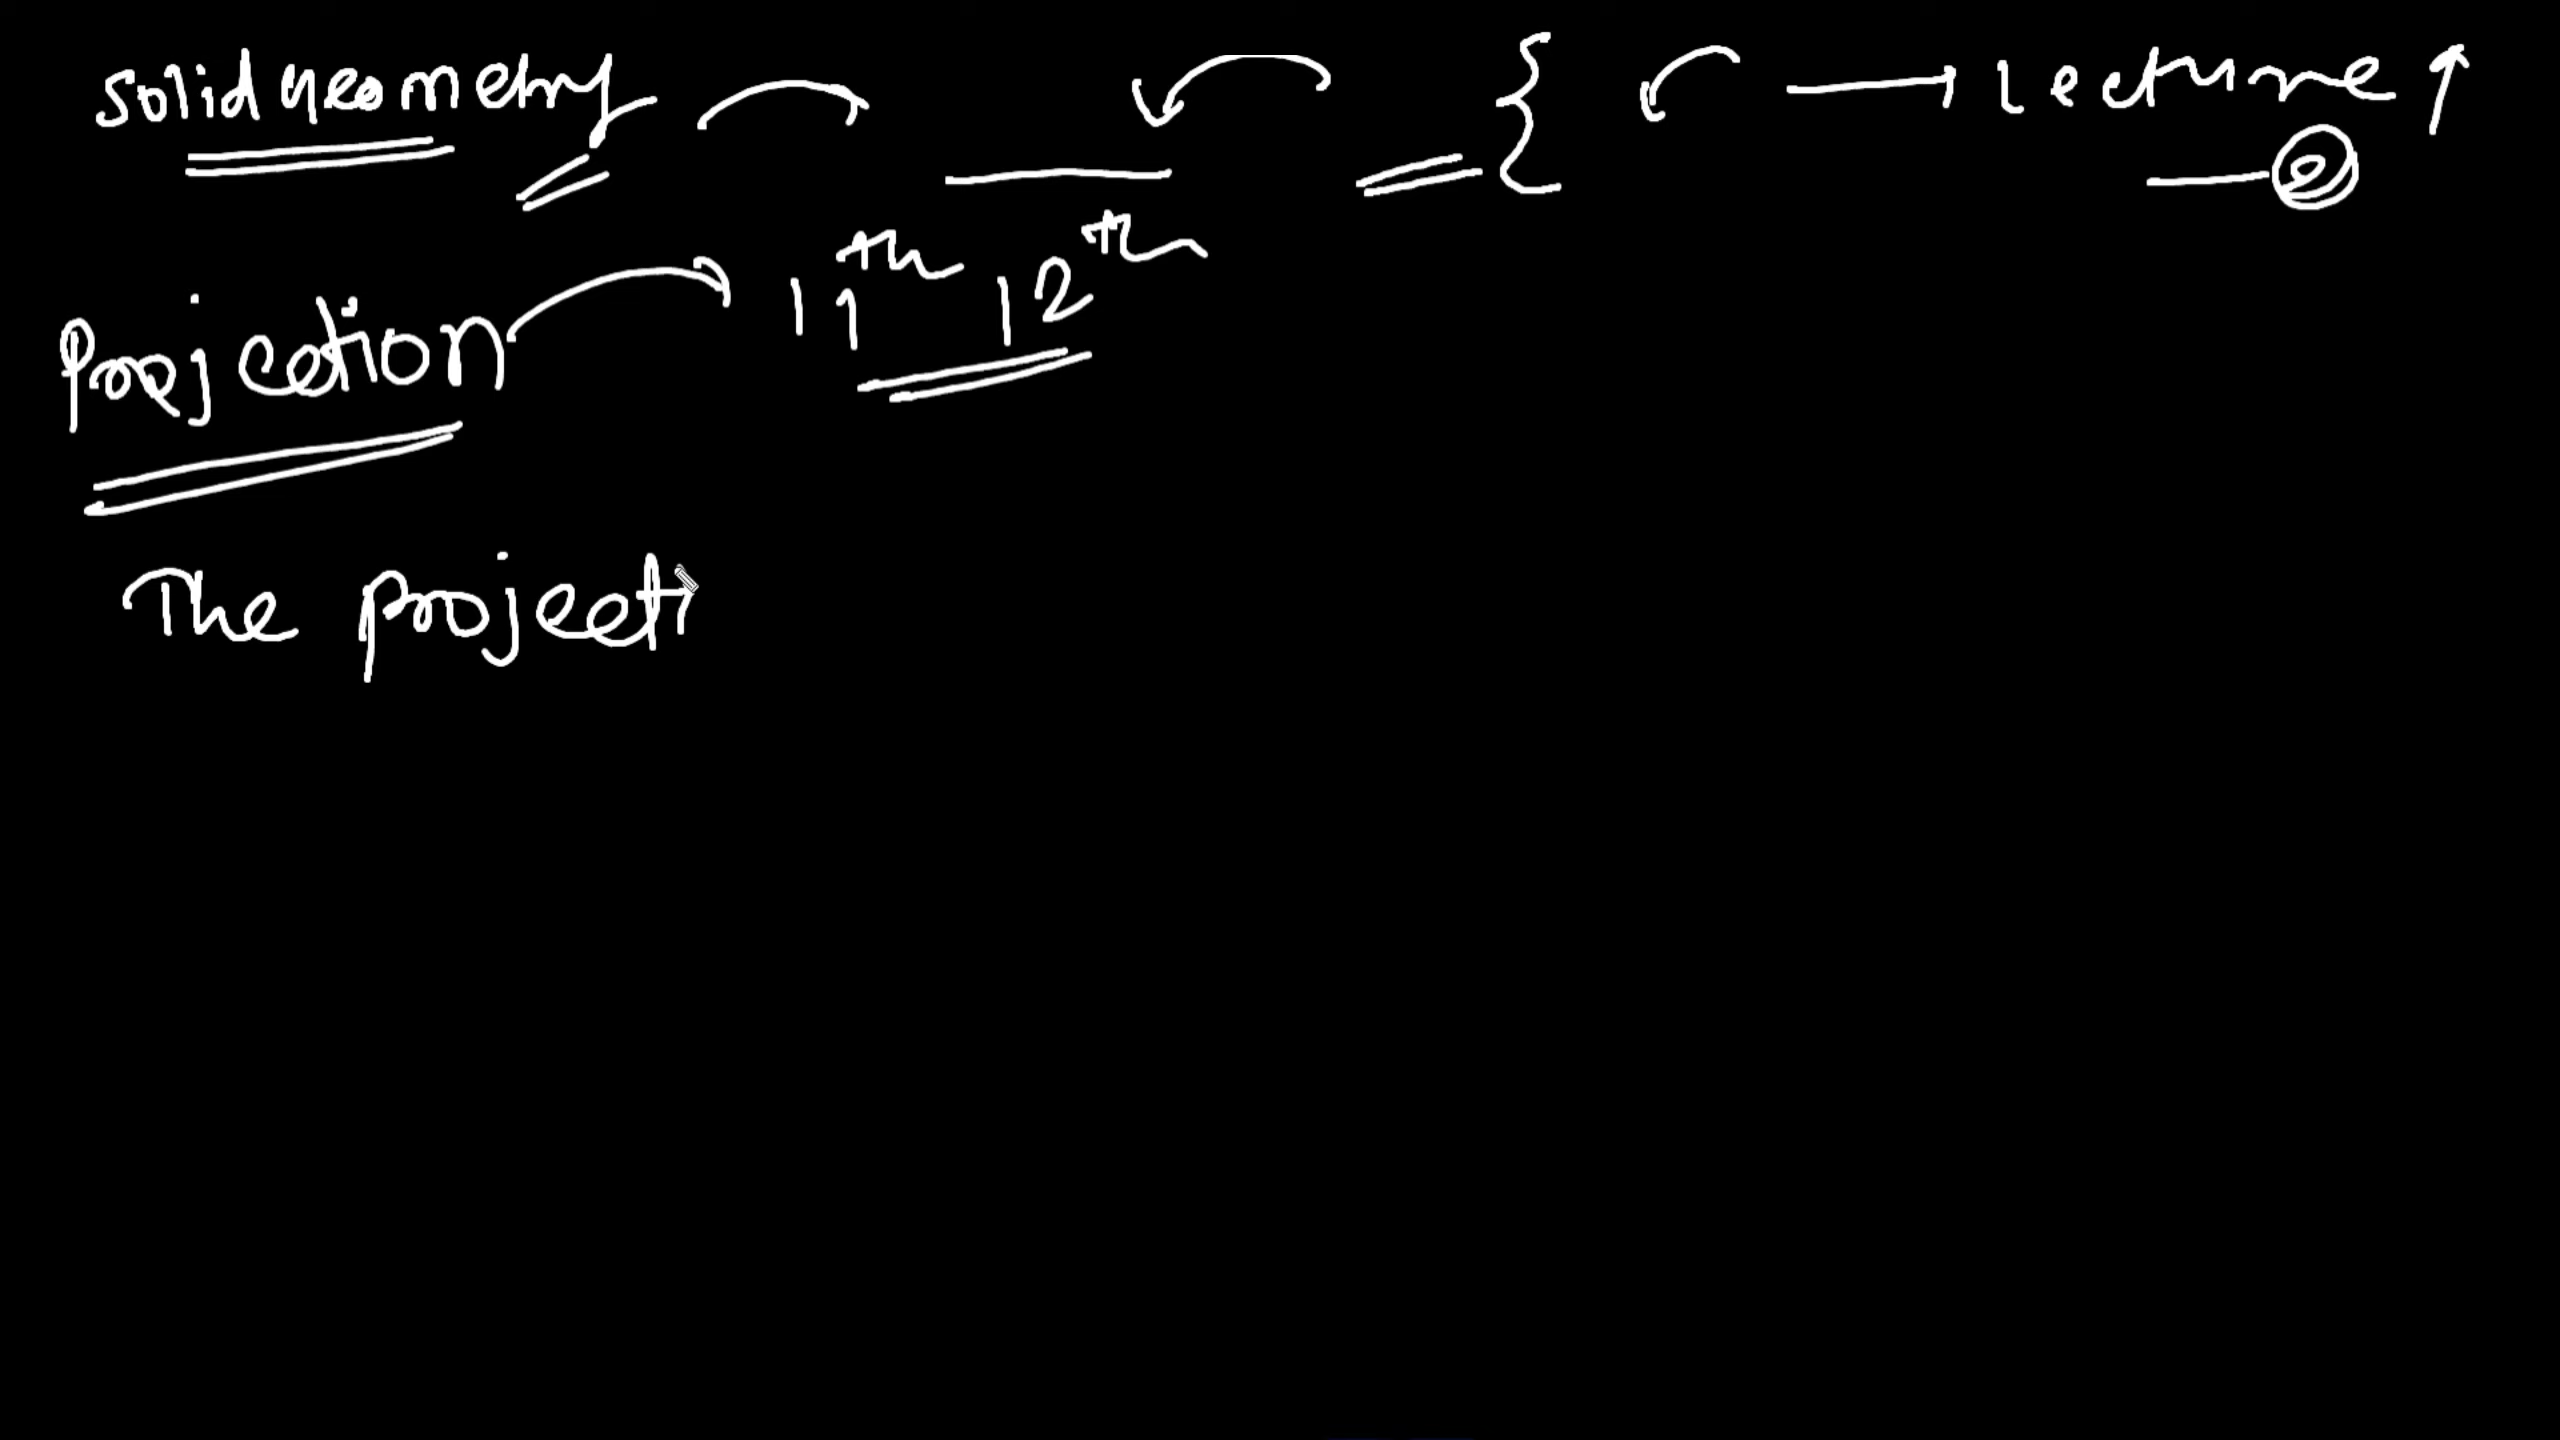 solid geometry → lecture ↑
Projection 11th 12th
The projecti